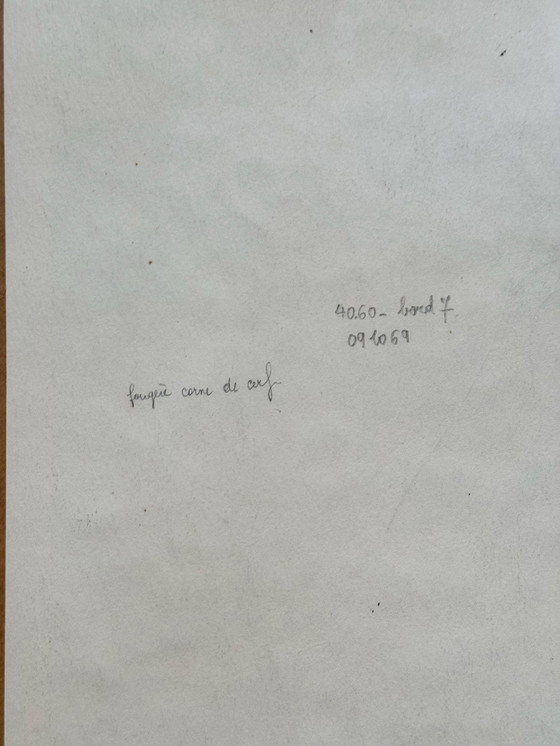 40.60 - bord 7.
09 10 69
fougère corne de cerf